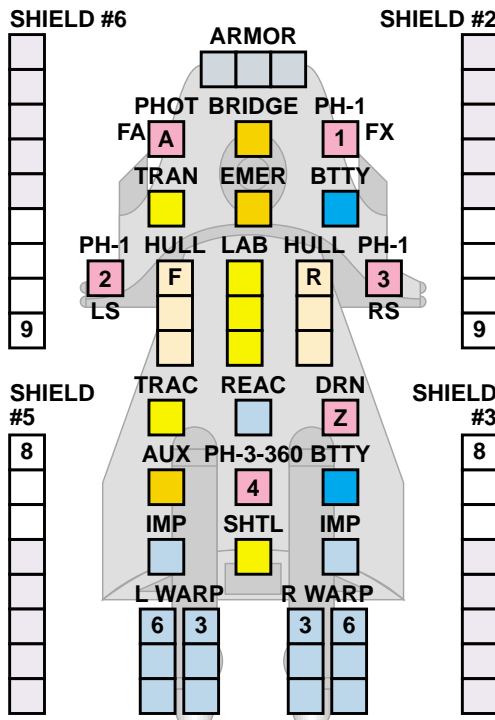 SHIELD #6 ARMOR SHIELD #2
PHOT BRIDGE PH-1
FA A 1 FX
TRAN EMER BTTY
PH-1 HULL LAB HULL PH-1
2 F R 3
LS RS
9 9
SHIELD #5 TRAC REAC DRN SHIELD #3
Z
8 AUX PH-3-360 BTTY 8
4
IMP SHTL IMP
L WARP R WARP
6 3 3 6